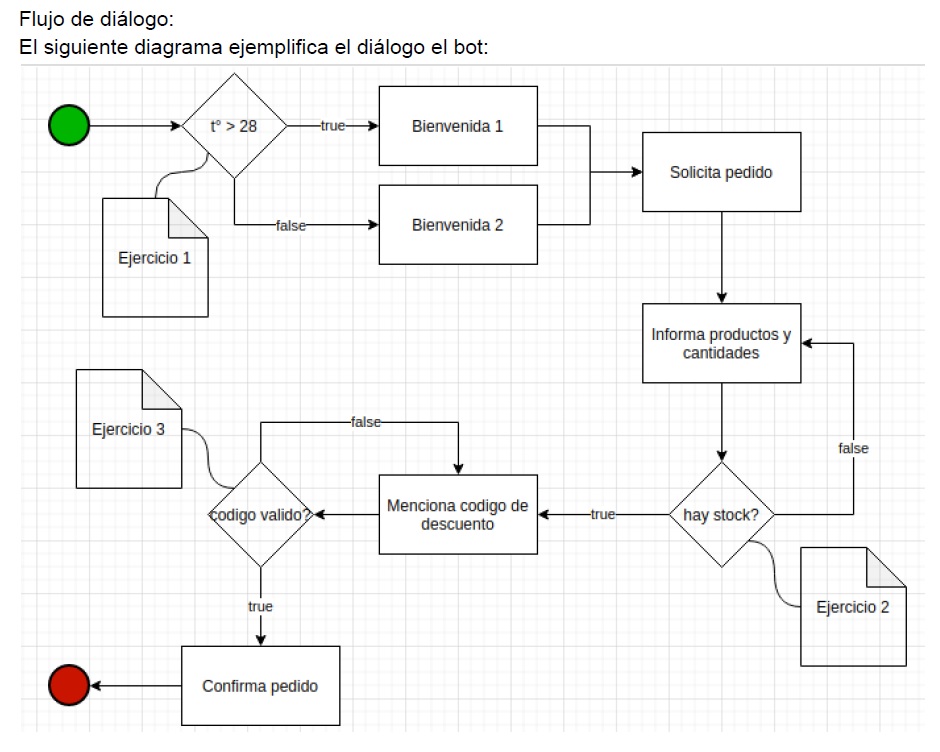 Flujo de diálogo:
El siguiente diagrama ejemplifica el diálogo el bot:
t° > 28
true
Bienvenida 1
Solicita pedido
false
Bienvenida 2
Ejercicio 1
Informa productos y
cantidades
Ejercicio 3
false
false
codigo valido?
Menciona codigo de
descuento
true
hay stock?
true
Ejercicio 2
Confirma pedido